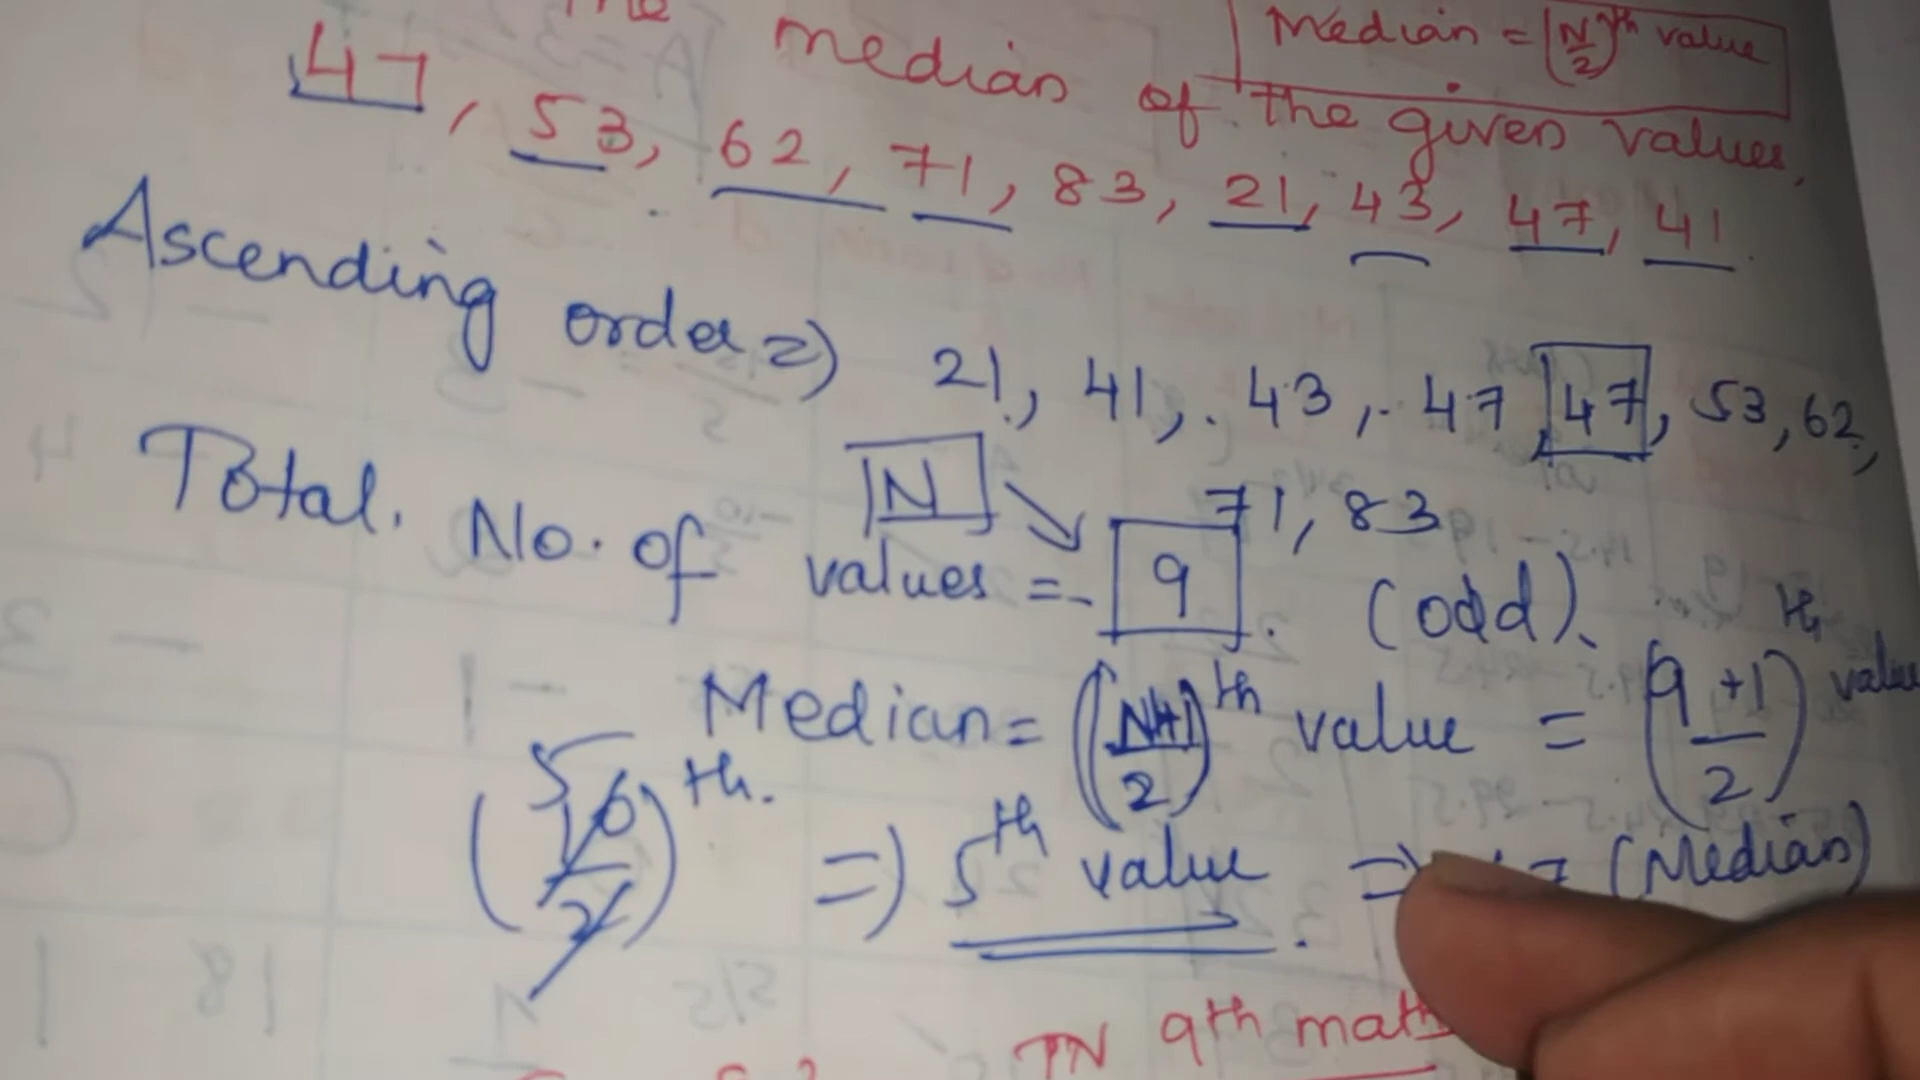 Median = (N/2)th value
The median of the given values,
47, 53, 62, 71, 83, 21, 43, 47, 41
Ascending order => 21, 41, 43, 47, 47, 53, 62,
71, 83
Total. No. of values = 9. (odd).
N
Median = (N+1/2)th value = (9+1/2)th value
5
(10/2)th. => 5th value => (Median)
TN 9th math